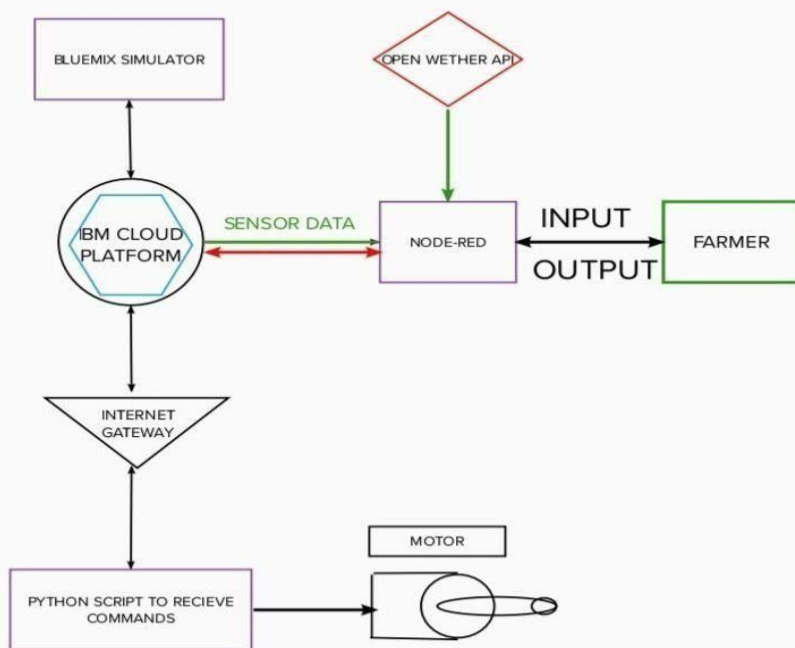 BLUEMIX SIMULATOR
OPEN WETHER API
IBM CLOUD
PLATFORM
SENSOR DATA
NODE-RED
INPUT
OUTPUT
FARMER
INTERNET
GATEWAY
MOTOR
PYTHON SCRIPT TO RECIEVE
COMMANDS